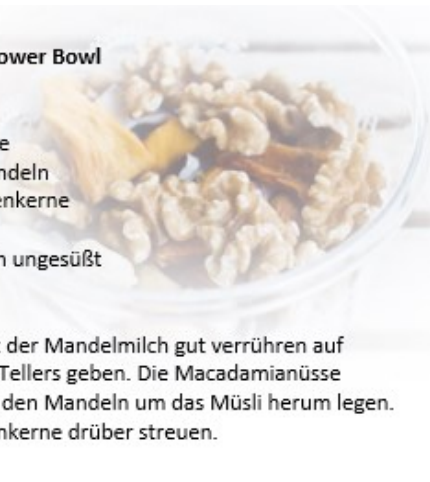 ower Bowl
e
ndeln
enkerne
n ungesüßt
t der Mandelmilch gut verrühren auf
Tellers geben. Die Macadamianüsse
den Mandeln um das Müsli herum legen.
nkerne drüber streuen.